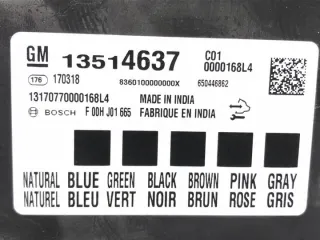 GM 13514637 C01 0000168L4
176 170318 8360100000000X 650446862
13170770000168L4 MADE IN INDIA
BOSCH F 00H J01 665 FABRIQUE EN INDIA
NATURAL BLUE GREEN BLACK BROWN PINK GRAY
NATUREL BLEU VERT NOIR BRUN ROSE GRIS